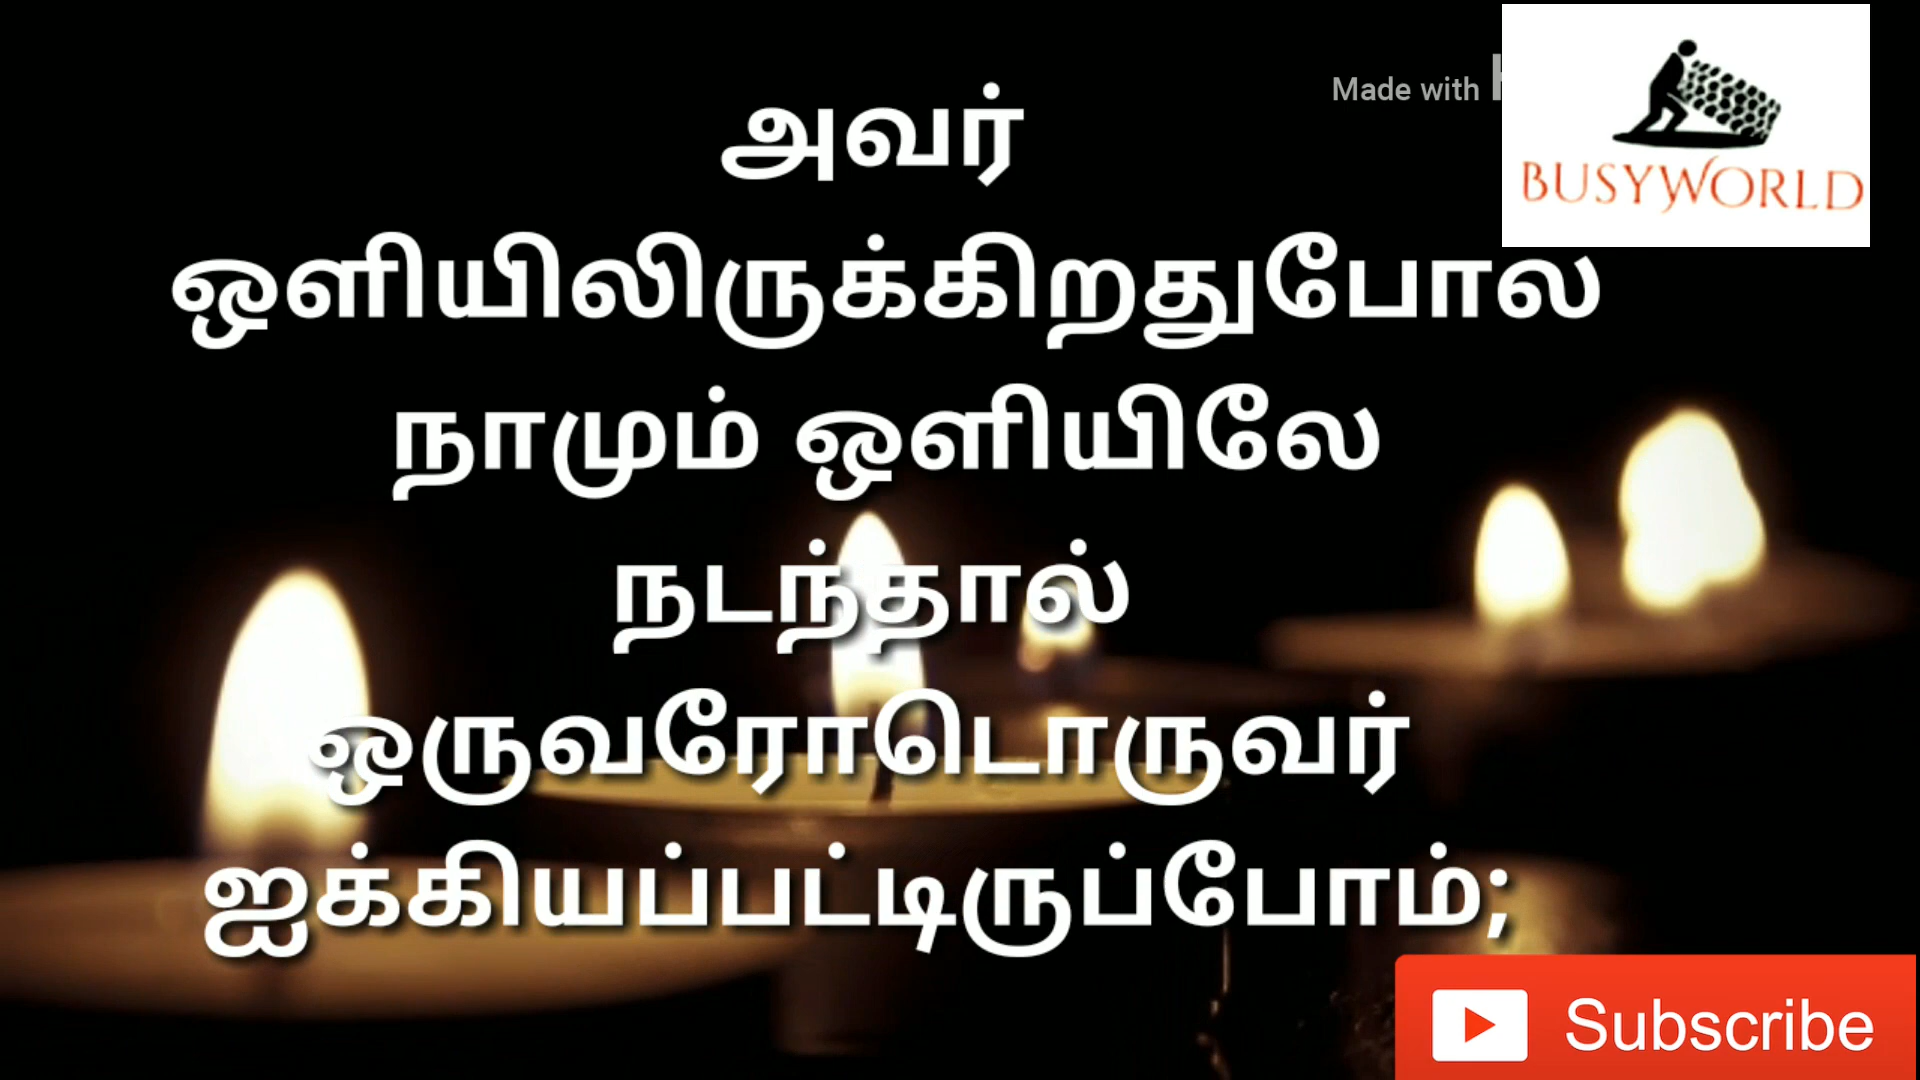 Made with
BUSYWORLD
அவர்
ஒளியிலிருக்கிறதுபோல
நாமும் ஒளியிலே
நடந்தால்
ஒருவரோடொருவர்
ஐக்கியப்பட்டிருப்போம்;
Subscribe